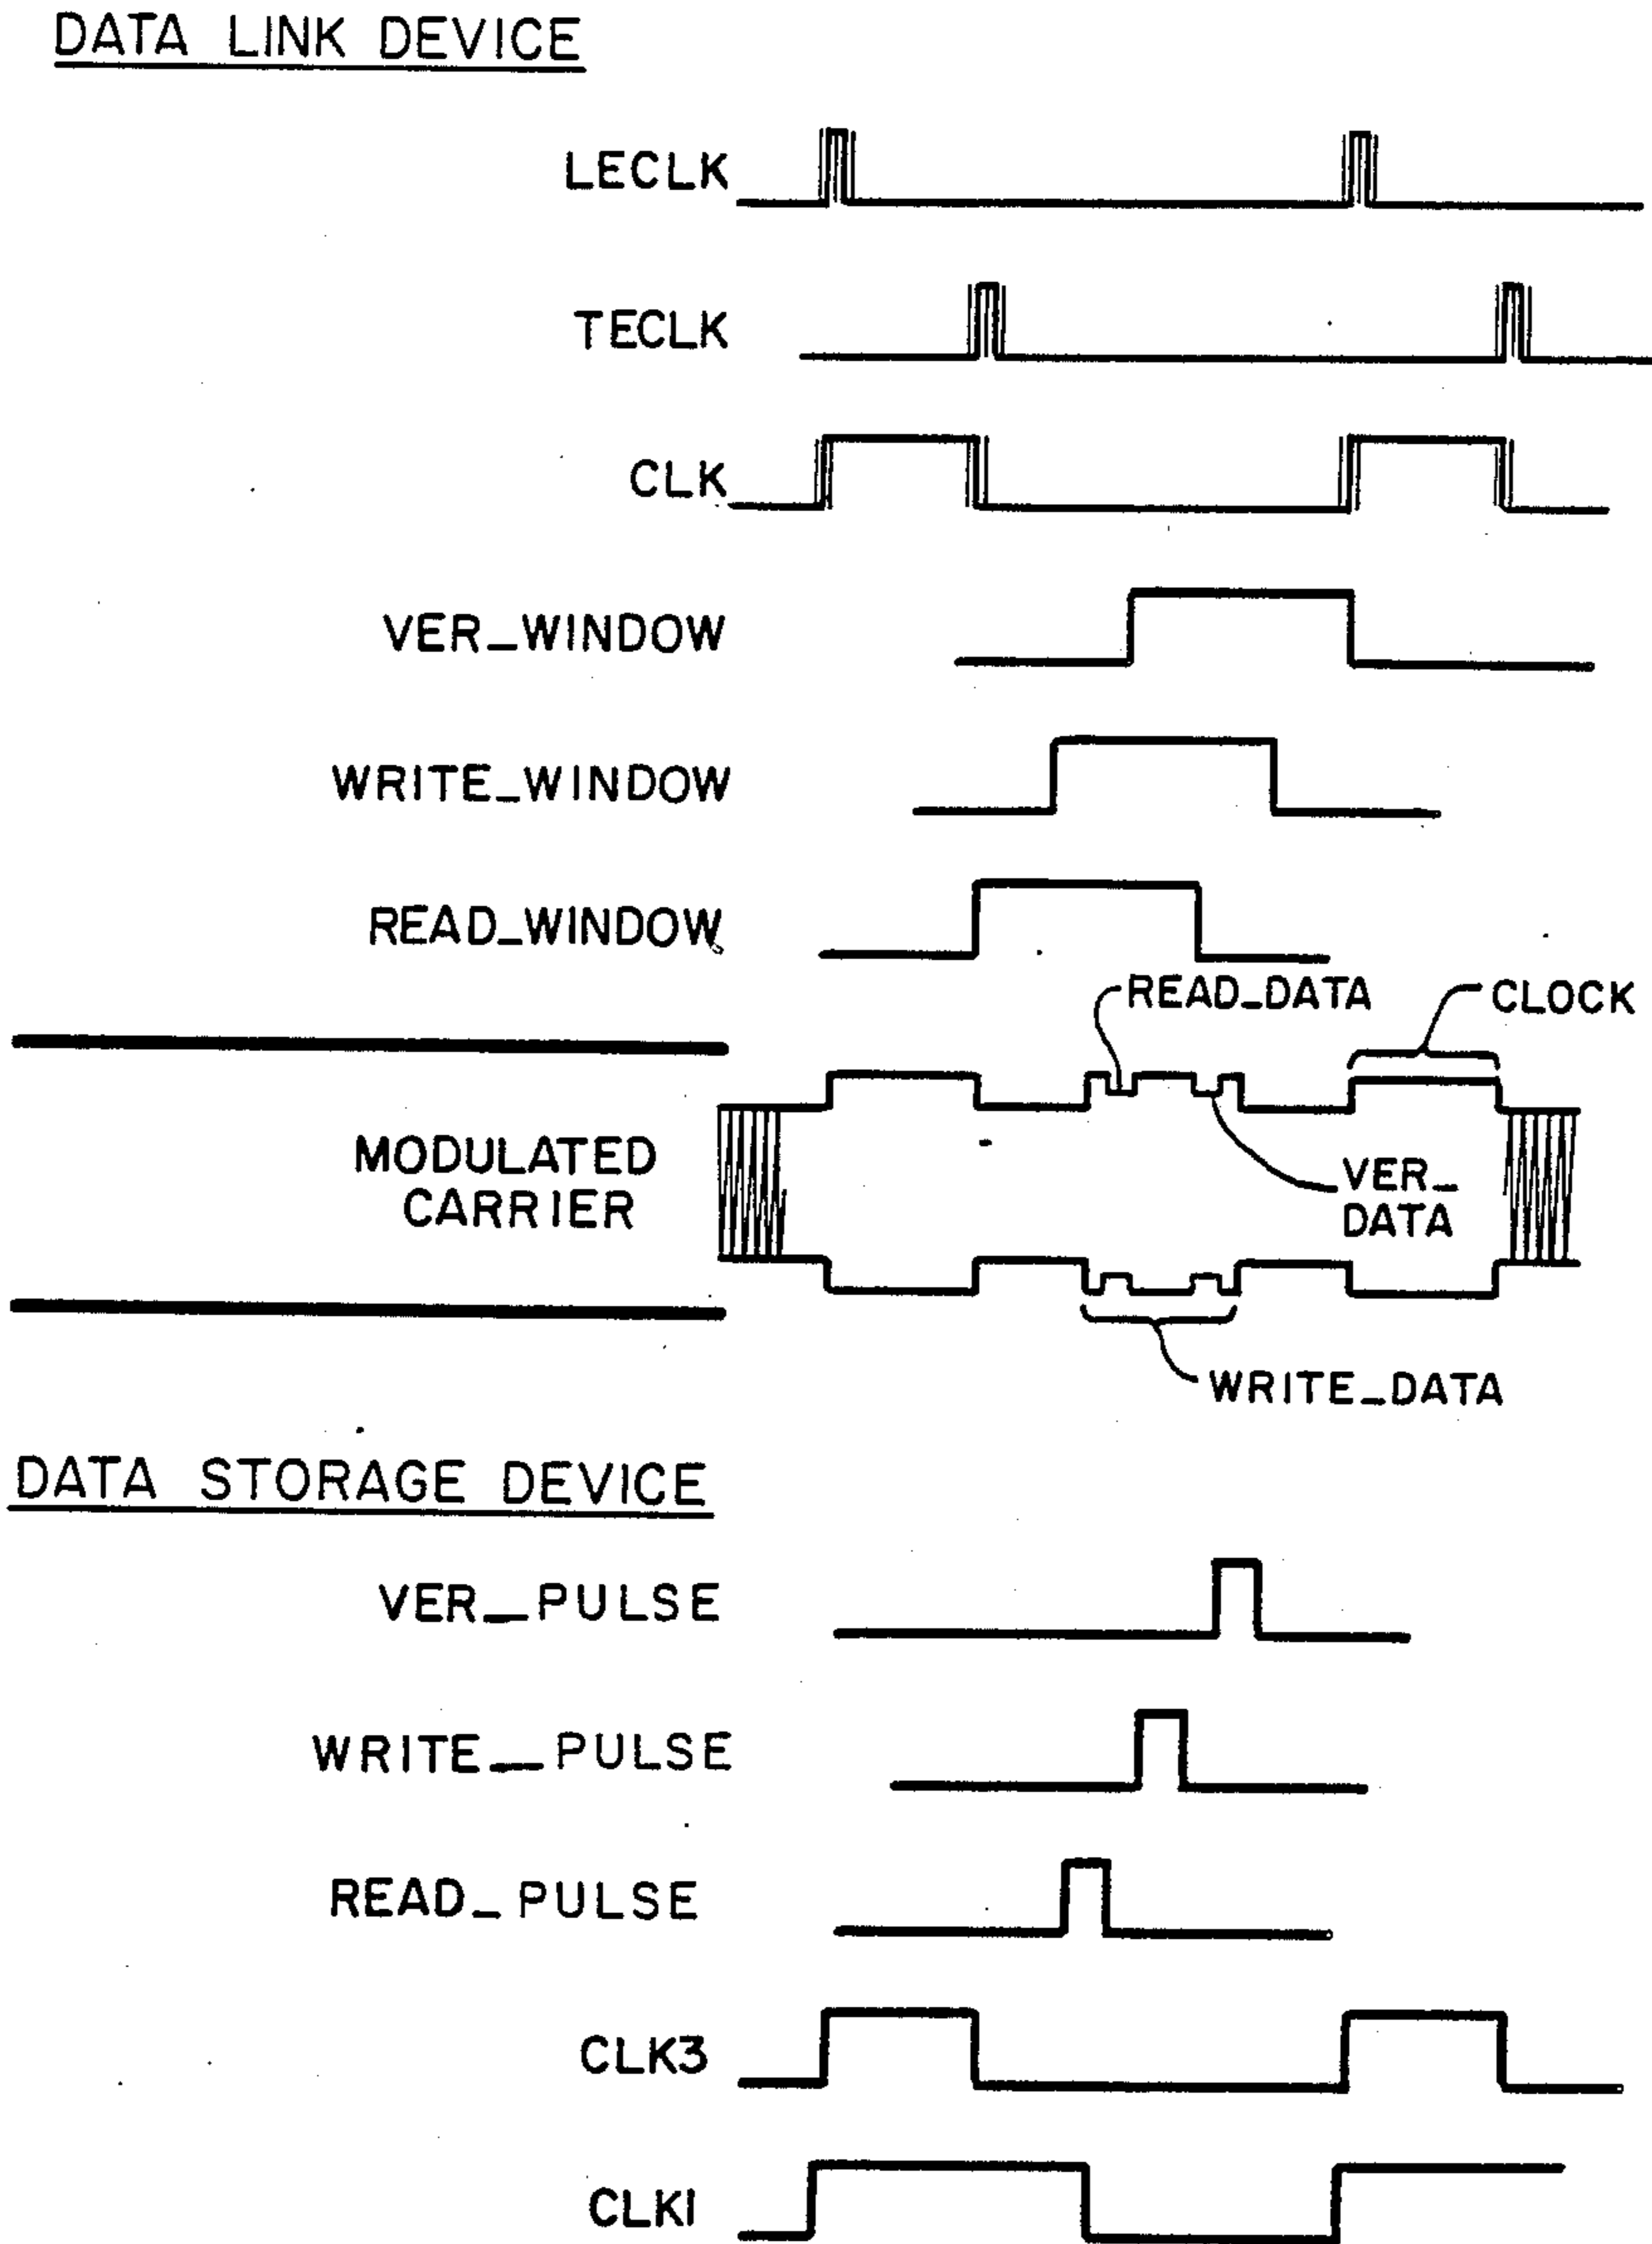 DATA LINK DEVICE
LECLK
TECLK
CLK
VER_WINDOW
WRITE_WINDOW
READ_WINDOW
READ_DATA
CLOCK
MODULATED
CARRIER
VER_
DATA
WRITE_DATA
DATA STORAGE DEVICE
VER_PULSE
WRITE_PULSE
READ_PULSE
CLK3
CLK1